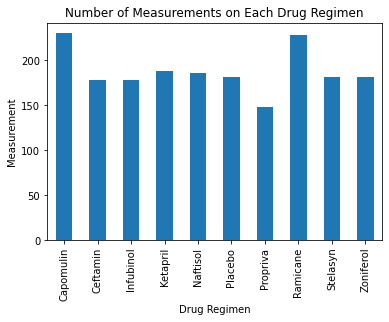 Number of Measurements on Each Drug Regimen
Measurement
200
150
100
50
0
Capomulin
Ceftamin
Infubinol
Ketapril
Naftisol
Placebo
Propriva
Ramicane
Stelasyn
Zoniferol
Drug Regimen